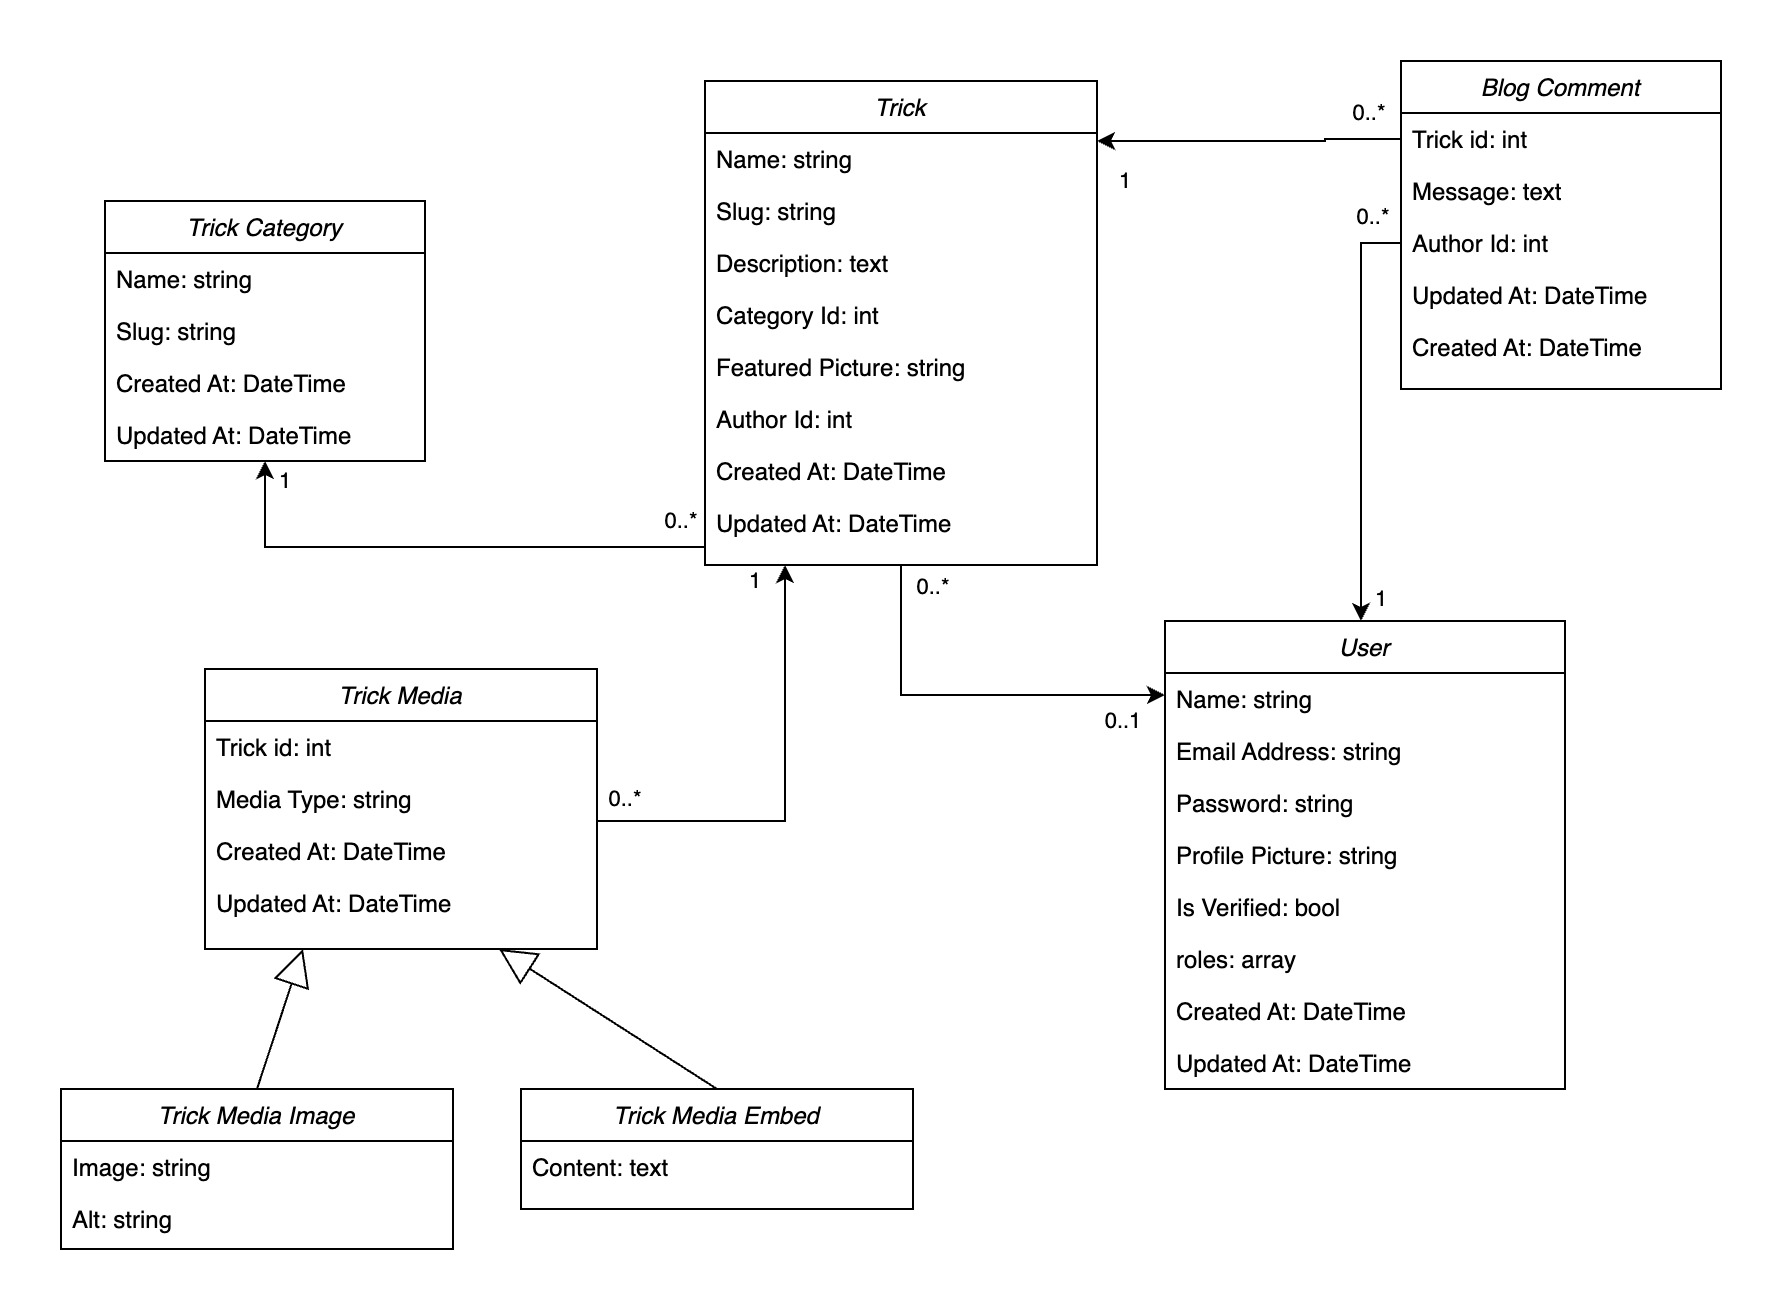 Trick
Name: string
Slug: string
Description: text
Category Id: int
Featured Picture: string
Author Id: int
Created At: DateTime
Updated At: DateTime
Blog Comment
Trick id: int
Message: text
Author Id: int
Updated At: DateTime
Created At: DateTime
0..*
1
0..*
1
Trick Category
Name: string
Slug: string
Created At: DateTime
Updated At: DateTime
1
0..*
1
0..*
0..1
Trick Media
Trick id: int
Media Type: string
Created At: DateTime
Updated At: DateTime
0..*
User
Name: string
Email Address: string
Password: string
Profile Picture: string
Is Verified: bool
roles: array
Created At: DateTime
Updated At: DateTime
Trick Media Image
Image: string
Alt: string
Trick Media Embed
Content: text